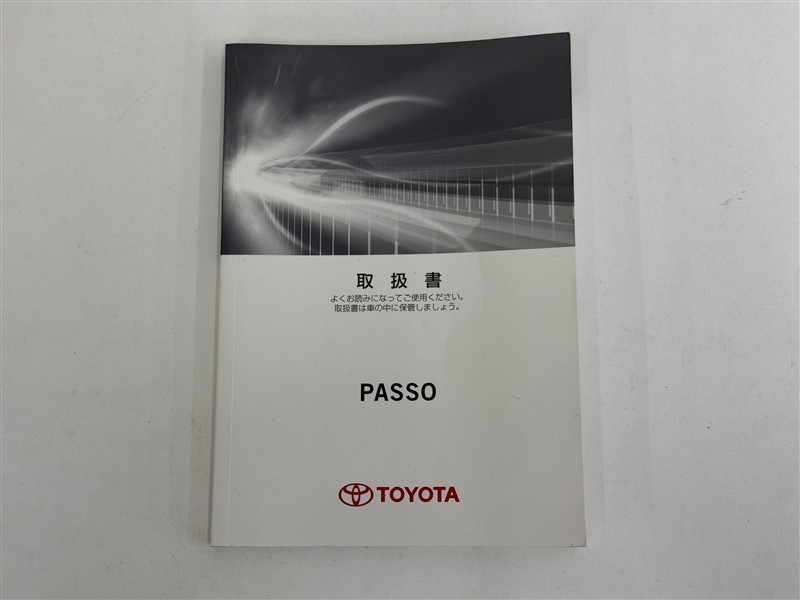 取扱書
よくお読みになってご使用ください。
取扱書は車の中に保管しましょう。
PASSO
TOYOTA